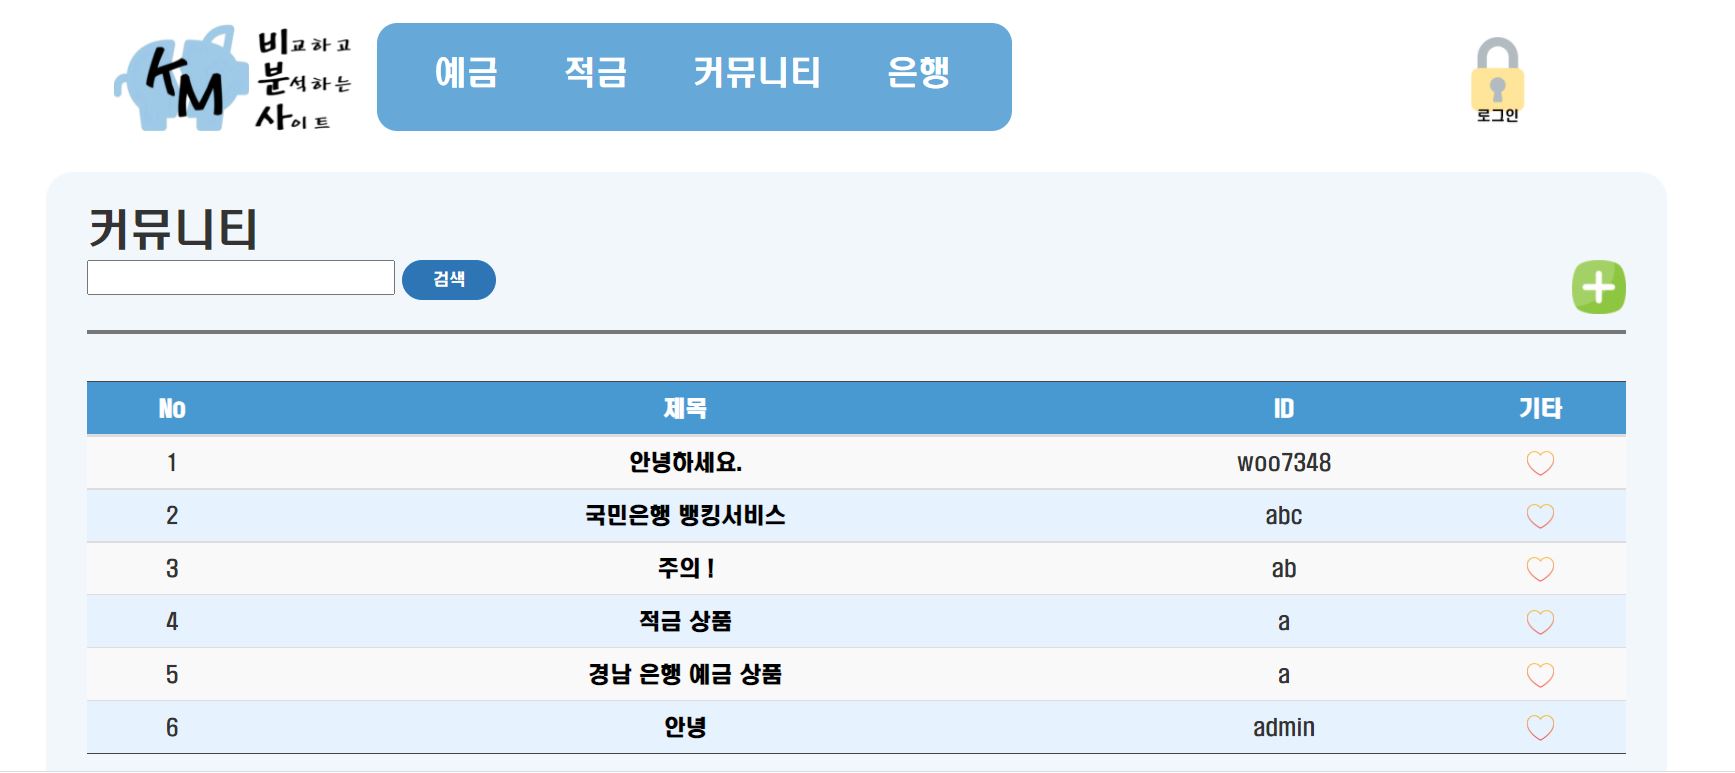 KM
비교하고
분석하는
사이트
예금 적금 커뮤니티 은행
로그인
커뮤니티
검색
No 제목 ID 기타
1 안녕하세요. woo7348
2 국민은행 뱅킹서비스 abc
3 주의 ! ab
4 적금 상품 a
5 경남 은행 예금 상품 a
6 안녕 admin